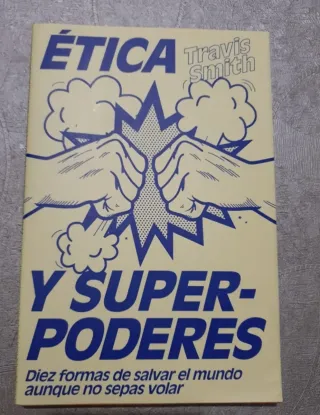 ÉTICA
Travis
Smith
Y SUPER-
PODERES
Diez formas de salvar el mundo
aunque no sepas volar